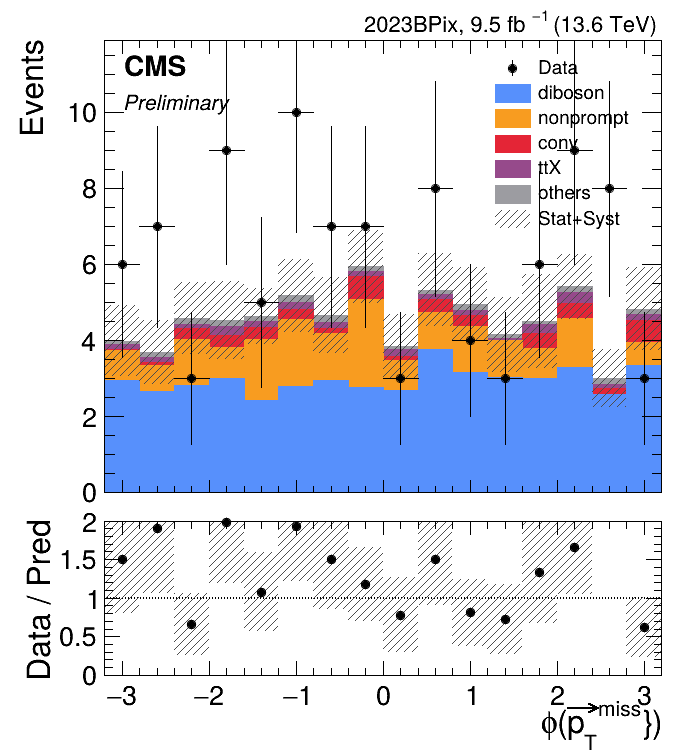 2023BPix, 9.5 fb⁻¹ (13.6 TeV)
CMS
Preliminary
Events
Data
diboson
nonprompt
conv
ttX
others
Stat+Syst
10
8
6
4
2
0
Data / Pred
2
1.5
1
0.5
0
−3 −2 −1 0 1 2 3
ϕ(p⃗_T^miss})